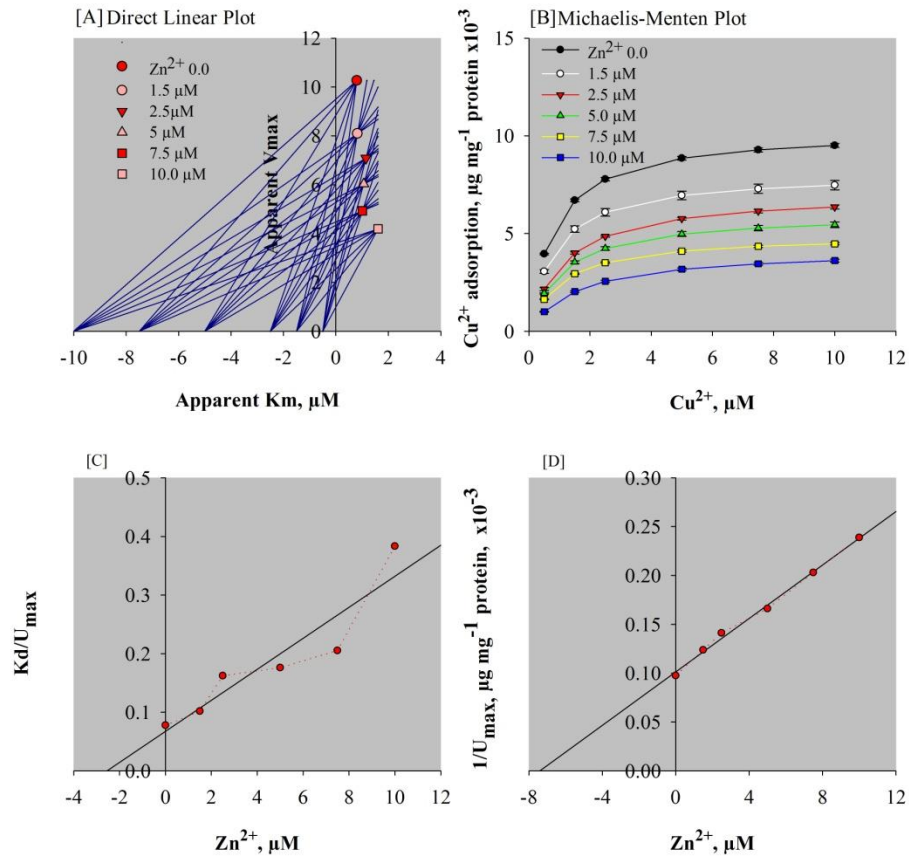 [A] Direct Linear Plot
12
10
8
6
4
2
0
Apparent Vmax
Zn²⁺ 0.0
1.5 µM
2.5µM
5 µM
7.5 µM
10.0 µM
-10 -8 -6 -4 -2 0 2 4
Apparent Km, µM
[B] Michaelis-Menten Plot
15
10
5
0
Cu²⁺ adsorption, µg mg⁻¹ protein x10⁻³
Zn²⁺ 0.0
1.5 µM
2.5 µM
5.0 µM
7.5 µM
10.0 µM
0 2 4 6 8 10 12
Cu²⁺, µM
[C]
0.5
0.4
0.3
0.2
0.1
0.0
Kd/U_max
-4 -2 0 2 4 6 8 10 12
Zn²⁺, µM
[D]
0.30
0.25
0.20
0.15
0.10
0.05
0.00
1/U_max, µg mg⁻¹ protein, x10⁻³
-8 -4 0 4 8 12
Zn²⁺, µM